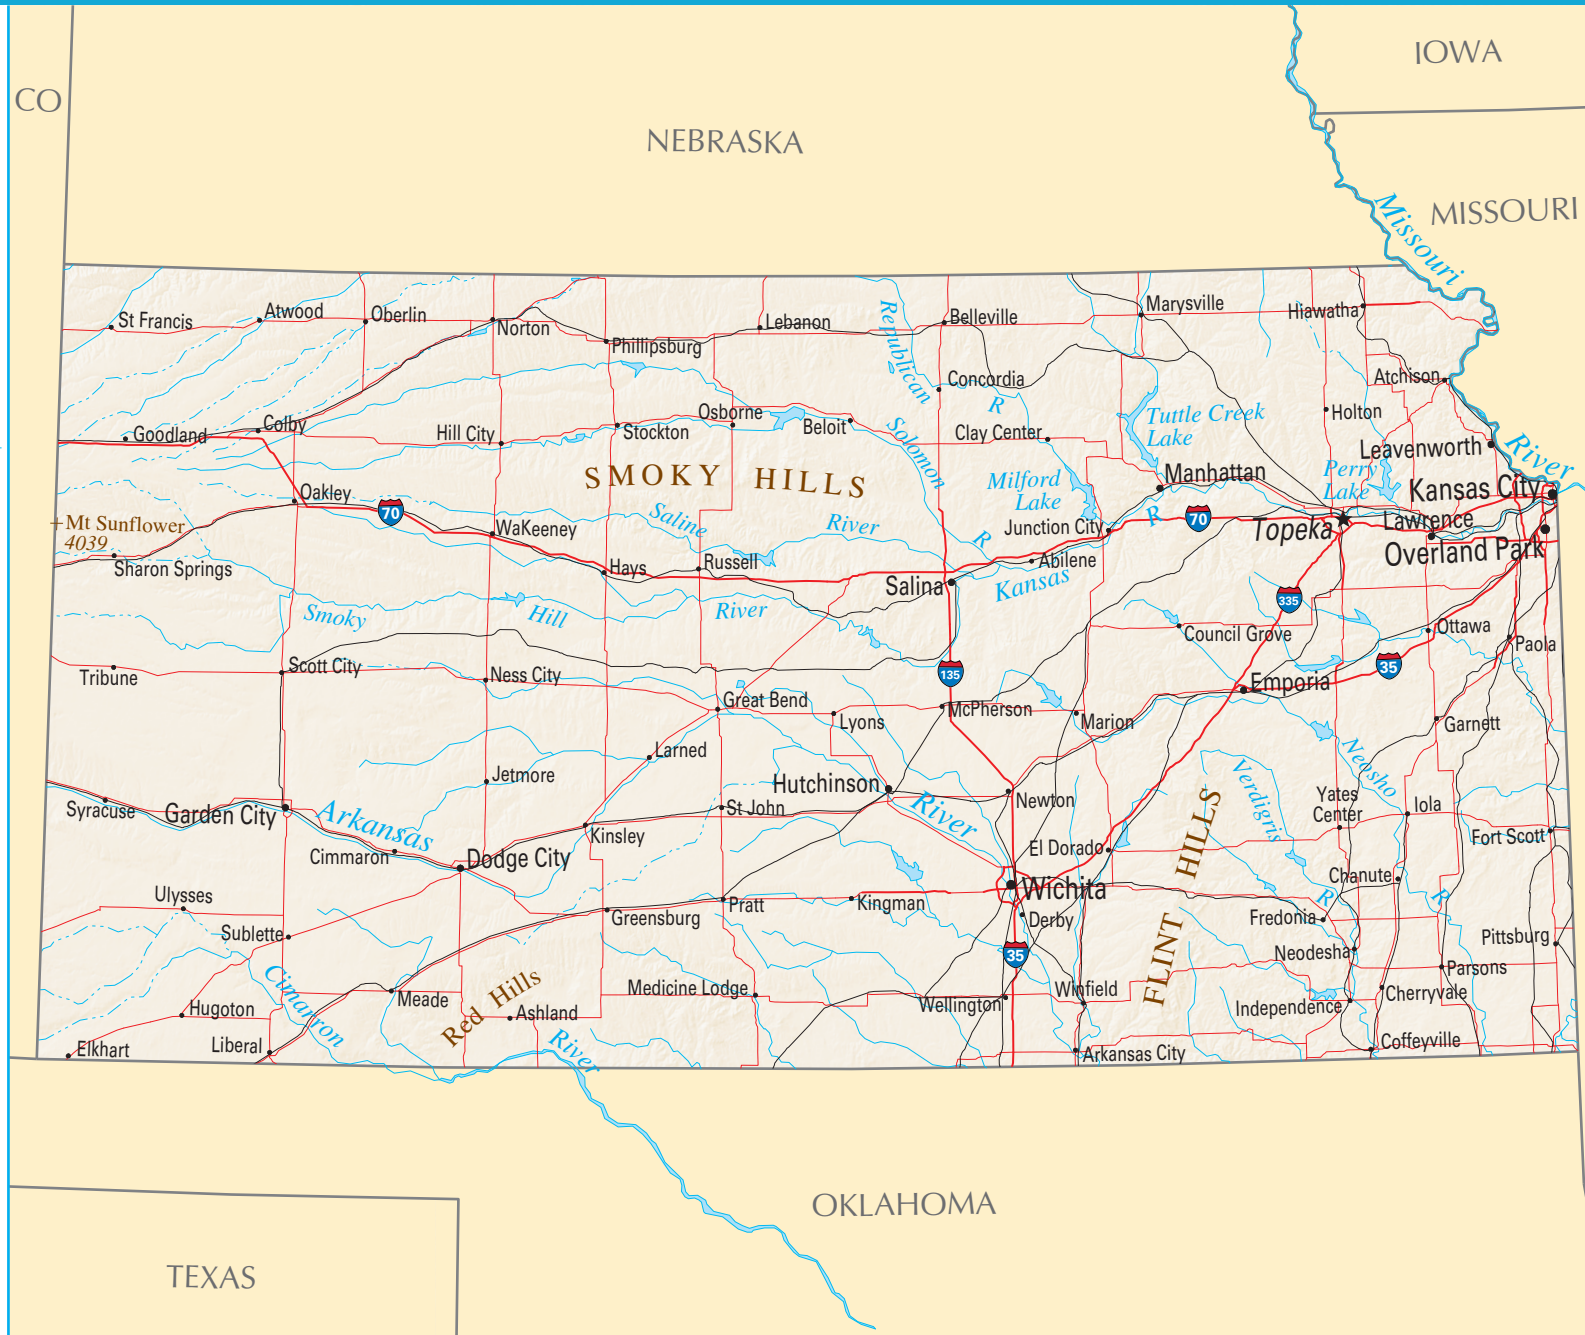 IOWA
CO
NEBRASKA
Missouri
MISSOURI
St Francis
Atwood
Oberlin
Norton
Phillipsburg
Lebanon
Republican
Belleville
Marysville
Hiawatha
Concordia
R
Atchison
Holton
Tuttle Creek
Lake
Goodland
Colby
Hill City
Stockton
Osborne
Beloit
Solomon
Clay Center
Leavenworth
River
SMOKY HILLS
Manhattan
Perry
Lake
Kansas City
Milford
Lake
Oakley
70
Mt Sunflower
4039
WaKeeney
Saline
River
R
Junction City
R
70
Topeka
Lawrence
Overland Park
Sharon Springs
Hays
Russell
Salina
Abilene
Kansas
Smoky
Hill
River
335
Council Grove
Ottawa
Paola
Tribune
Scott City
Ness City
135
35
Emporia
Great Bend
Lyons
McPherson
Marion
Garnett
Larned
Neosho
Jetmore
Hutchinson
Verdigris
Syracuse
Garden City
Arkansas
St John
River
Newton
Yates
Center
Iola
Kinsley
Fort Scott
Cimmaron
Dodge City
El Dorado
FLINT HILLS
Ulysses
Wichita
Chanute
R
R
Greensburg
Pratt
Kingman
Derby
Fredonia
Sublette
35
Neodesha
Pittsburg
Parsons
Cimarron
Meade
Red Hills
Medicine Lodge
Wellington
Winfield
Cherryvale
Independence
Hugoton
Ashland
Elkhart
Liberal
River
Arkansas City
Coffeyville
OKLAHOMA
TEXAS